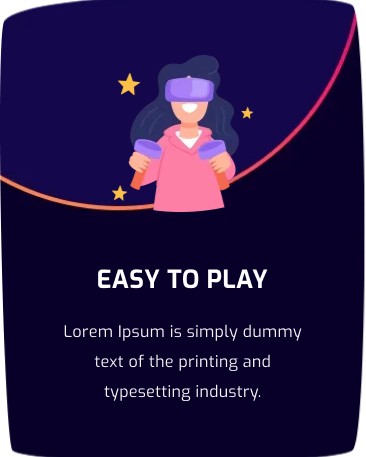 EASY TO PLAY
Lorem Ipsum is simply dummy
text of the printing and
typesetting industry.